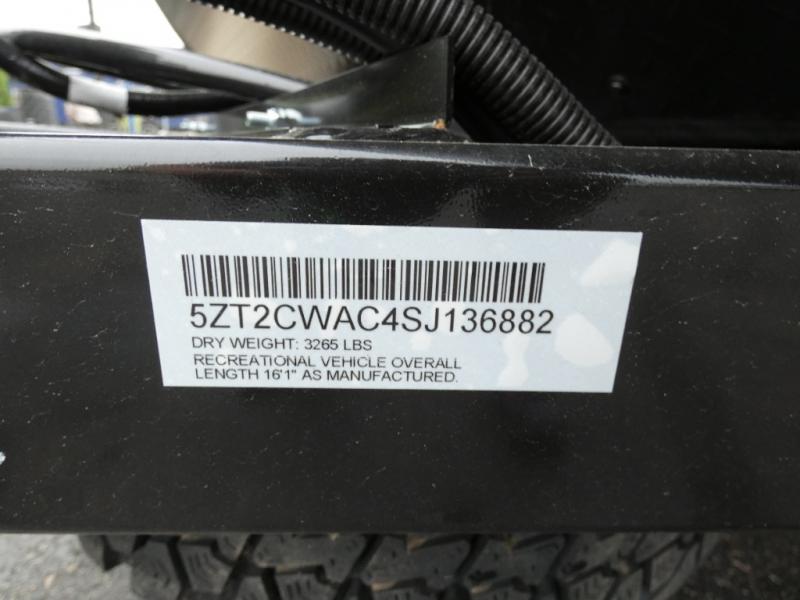 5ZT2CWAC4SJ136882
DRY WEIGHT: 3265 LBS
RECREATIONAL VEHICLE OVERALL
LENGTH 16'1" AS MANUFACTURED.